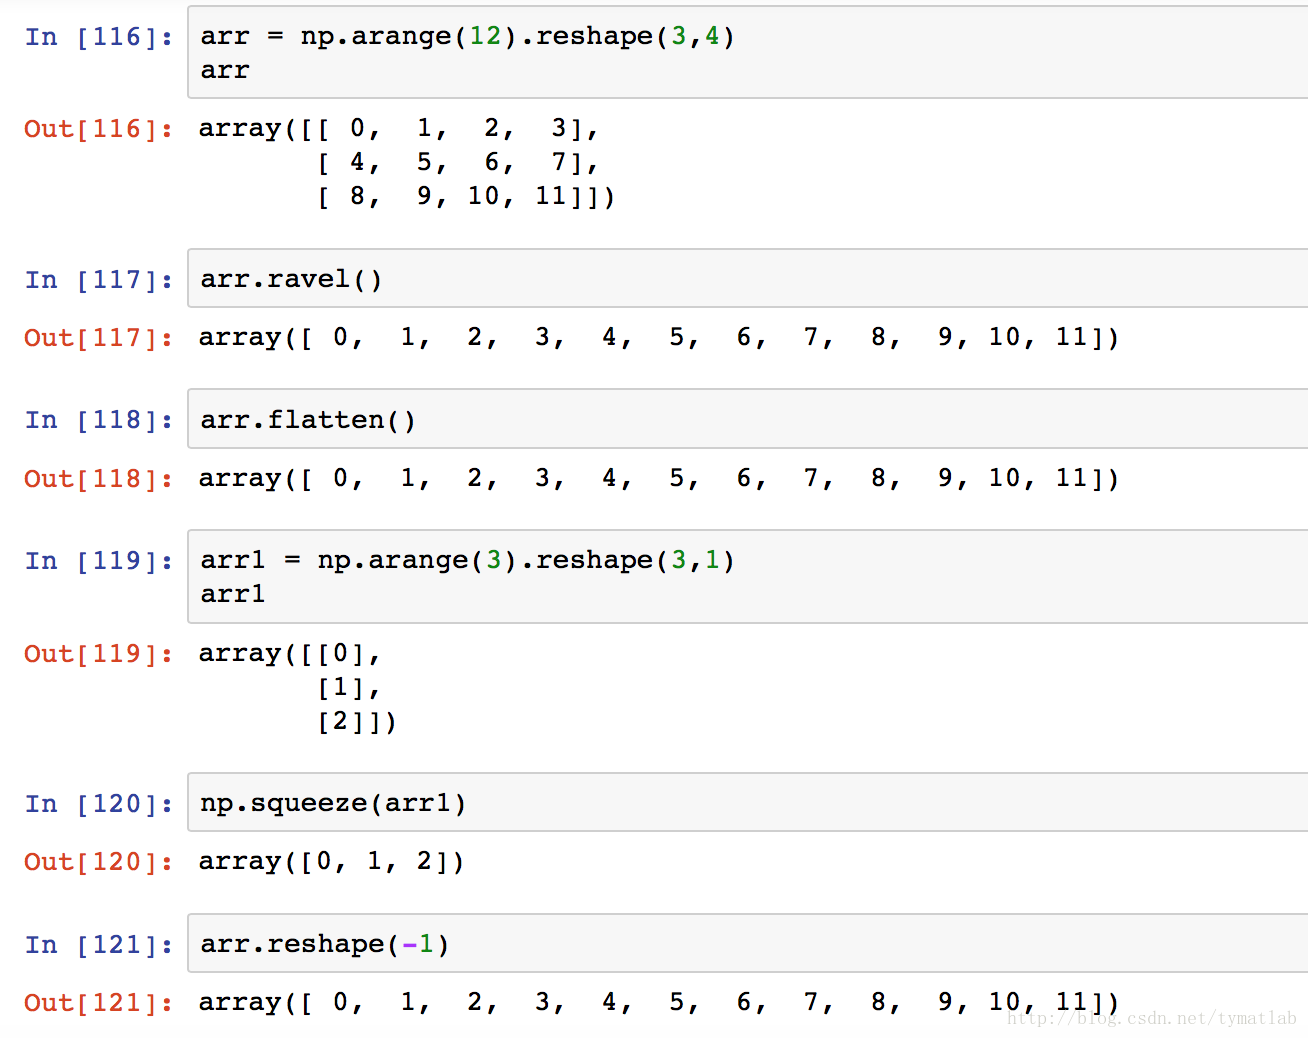 In [116]: arr = np.arange(12).reshape(3,4)
arr
Out[116]: array([[ 0,  1,  2,  3],
[ 4,  5,  6,  7],
[ 8,  9, 10, 11]])
In [117]: arr.ravel()
Out[117]: array([ 0,  1,  2,  3,  4,  5,  6,  7,  8,  9, 10, 11])
In [118]: arr.flatten()
Out[118]: array([ 0,  1,  2,  3,  4,  5,  6,  7,  8,  9, 10, 11])
In [119]: arr1 = np.arange(3).reshape(3,1)
arr1
Out[119]: array([[0],
[1],
[2]])
In [120]: np.squeeze(arr1)
Out[120]: array([0, 1, 2])
In [121]: arr.reshape(-1)
Out[121]: array([ 0,  1,  2,  3,  4,  5,  6,  7,  8,  9, 10, 11])
http://blog.csdn.net/tymatlab